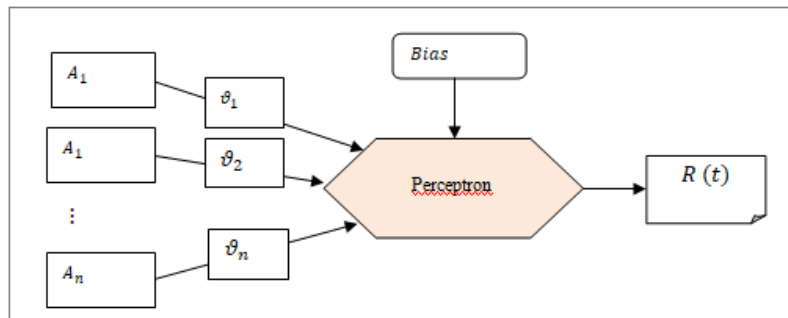 A₁
ϑ₁
Bias
A₁
ϑ₂
Perceptron
R (t)
⋮
ϑₙ
Aₙ